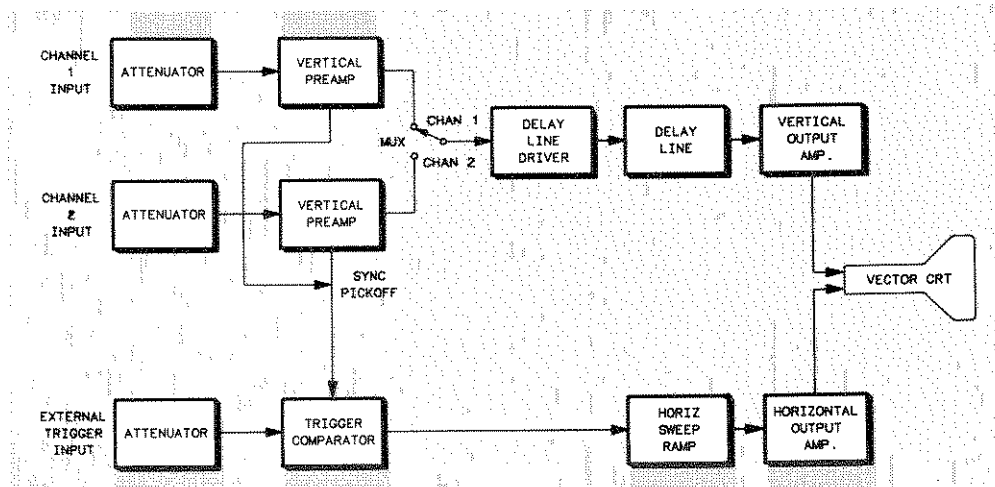 CHANNEL
1
INPUT
ATTENUATOR
VERTICAL
PREAMP
CHAN 1
MUX
CHAN 2
DELAY
LINE
DRIVER
DELAY
LINE
VERTICAL
OUTPUT
AMP.
CHANNEL
2
INPUT
ATTENUATOR
VERTICAL
PREAMP
SYNC
PICKOFF
VECTOR CRT
EXTERNAL
TRIGGER
INPUT
ATTENUATOR
TRIGGER
COMPARATOR
HORIZ
SWEEP
RAMP
HORIZONTAL
OUTPUT
AMP.